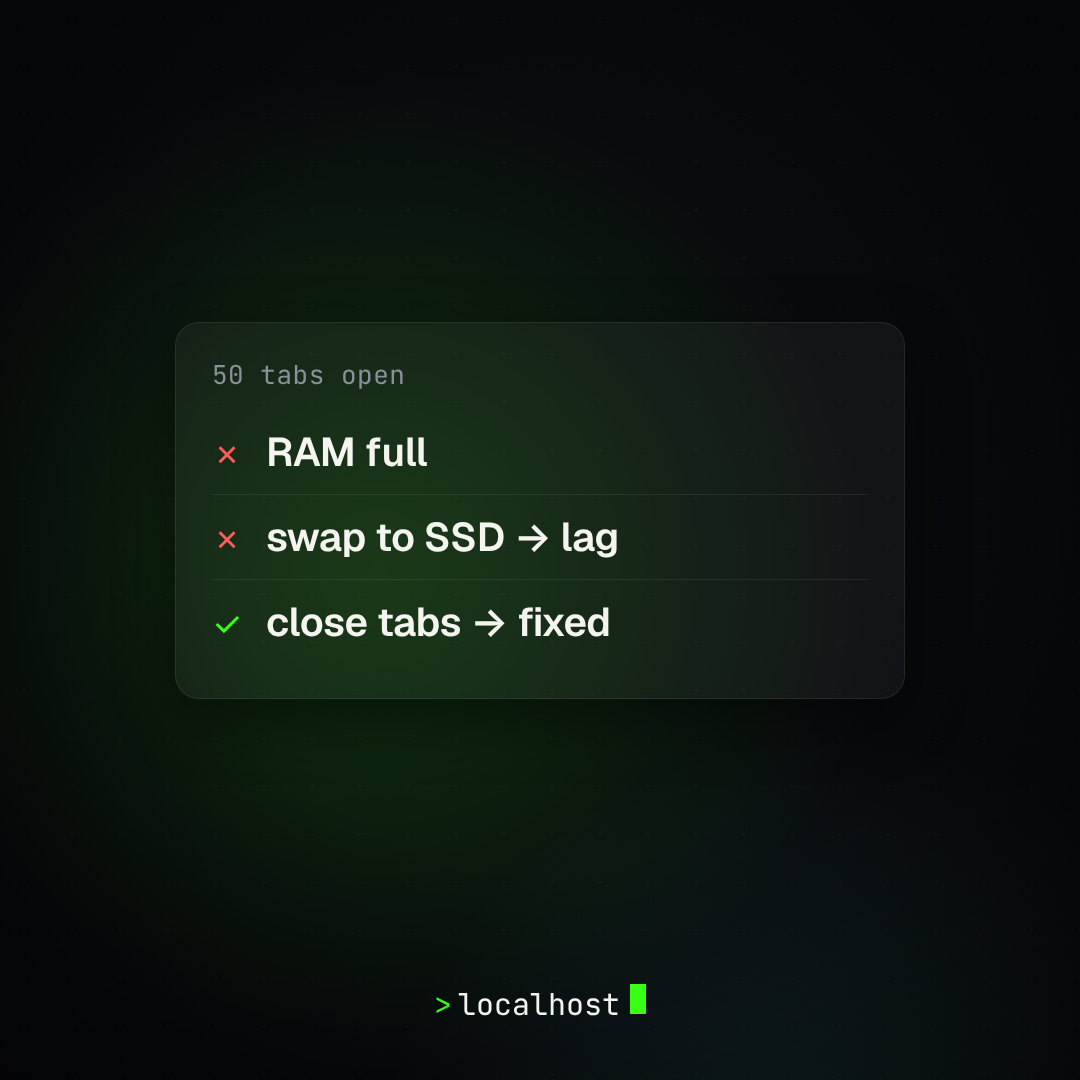 50 tabs open
× RAM full
× swap to SSD → lag
✓ close tabs → fixed
>localhost